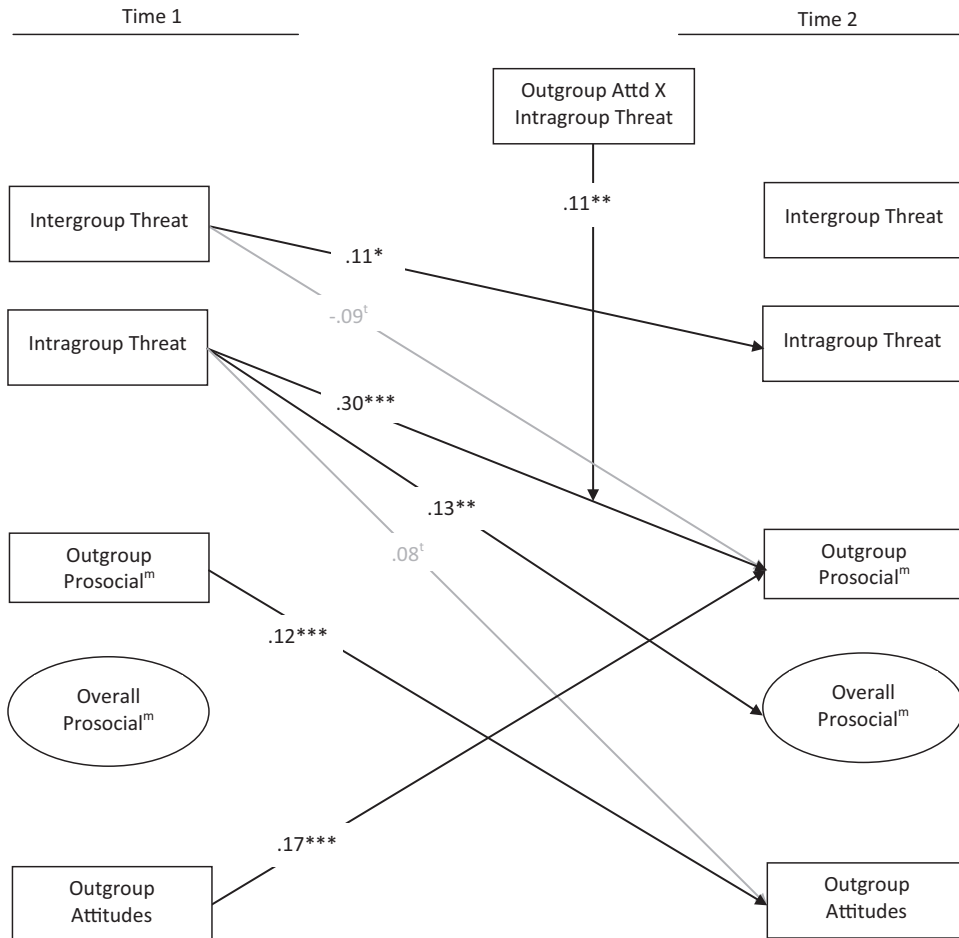 Time 1
Time 2
Outgroup Attd X
Intragroup Threat
.11**
Intergroup Threat
Intergroup Threat
.11*
-.09ᵗ
Intragroup Threat
Intragroup Threat
.30***
.13**
.08ᵗ
Outgroup
Prosocialᵐ
Outgroup
Prosocialᵐ
.12***
Overall
Prosocialᵐ
Overall
Prosocialᵐ
.17***
Outgroup
Attitudes
Outgroup
Attitudes